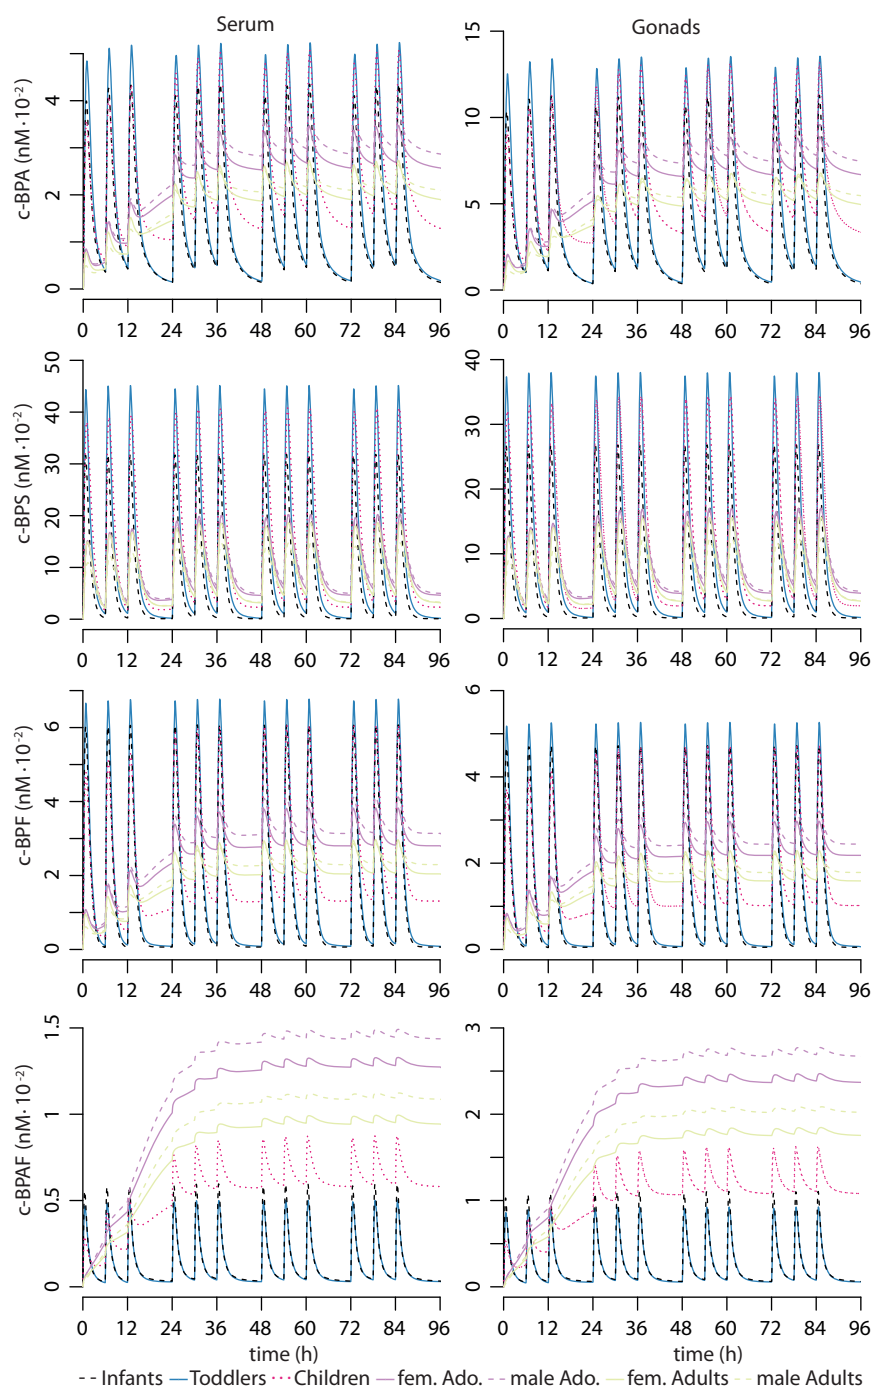 Serum
Gonads
c-BPA (nM·10⁻²)
0
2
4
0 12 24 36 48 60 72 84 96
0
5
10
15
0 12 24 36 48 60 72 84 96
c-BPS (nM·10⁻²)
0
10
20
30
40
50
0 12 24 36 48 60 72 84 96
0
10
20
30
40
0 12 24 36 48 60 72 84 96
c-BPF (nM·10⁻²)
0
2
4
6
0 12 24 36 48 60 72 84 96
0
2
4
6
0 12 24 36 48 60 72 84 96
c-BPAF (nM·10⁻²)
0
0.5
1
1.5
0 12 24 36 48 60 72 84 96
time (h)
0
1
2
3
0 12 24 36 48 60 72 84 96
time (h)
Infants Toddlers Children fem. Ado. male Ado. fem. Adults male Adults